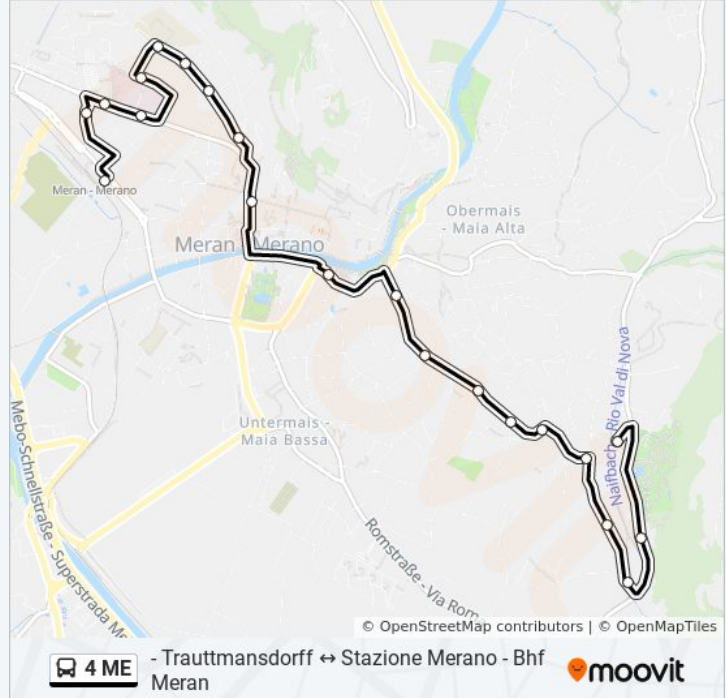 Meran - Merano
Obermais
- Maia Alta
Meran - Merano
Naifbach - Rio Val di Nova
Untermais -
Maia Bassa
Mebo-Schnellstraße - Superstrada Me
Romstraße - Via Rom
© OpenStreetMap contributors | © OpenMapTiles
4 ME
- Trauttmansdorff ↔ Stazione Merano - Bhf
Meran
moovit